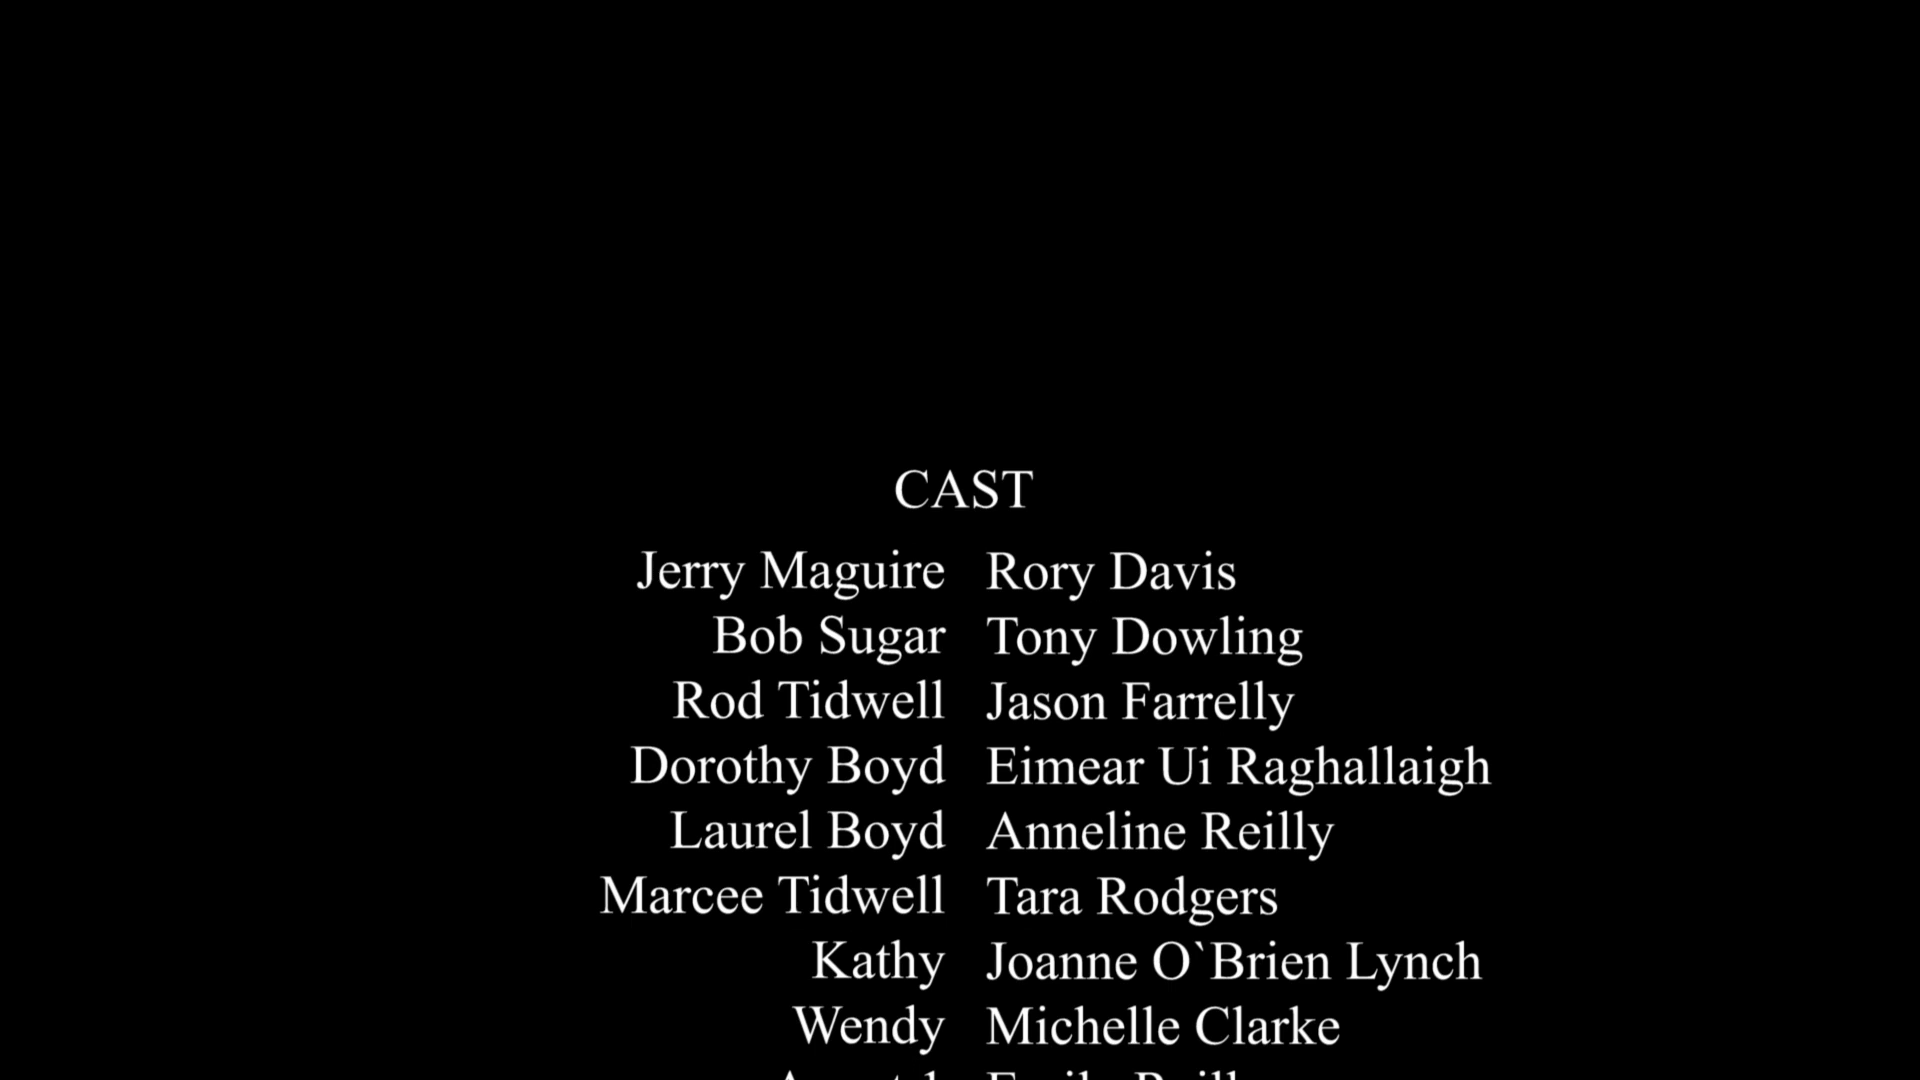 CAST
Jerry Maguire Rory Davis
Bob Sugar Tony Dowling
Rod Tidwell Jason Farrelly
Dorothy Boyd Eimear Ui Raghallaigh
Laurel Boyd Anneline Reilly
Marcee Tidwell Tara Rodgers
Kathy Joanne O`Brien Lynch
Wendy Michelle Clarke